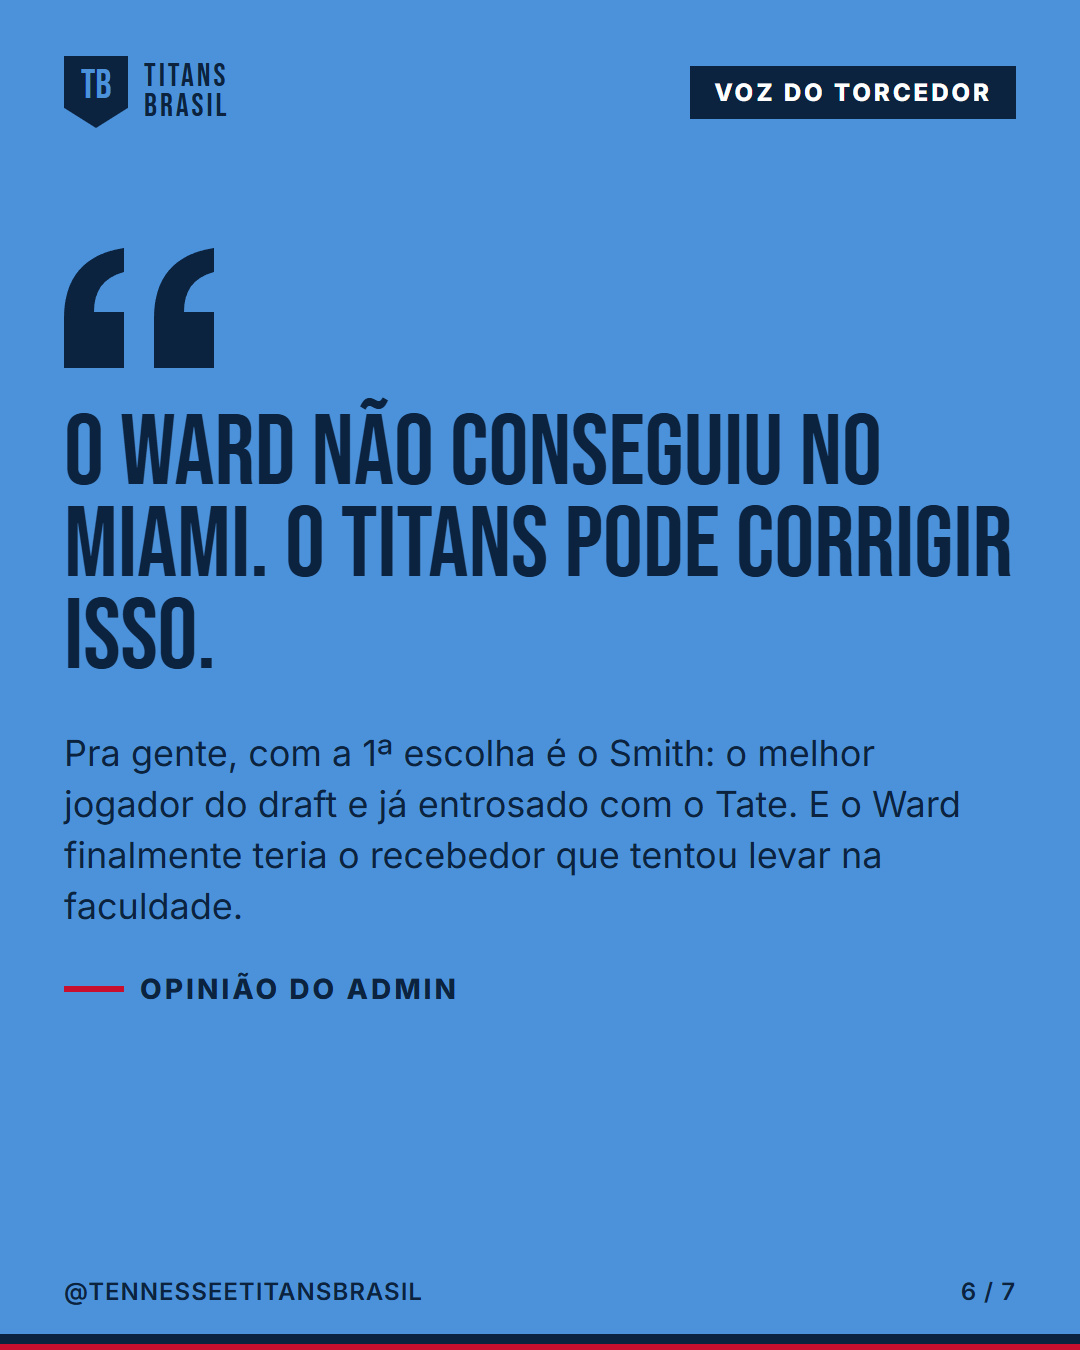 TB
TITANS
BRASIL
VOZ DO TORCEDOR
“
O WARD NÃO CONSEGUIU NO
MIAMI. O TITANS PODE CORRIGIR
ISSO.
Pra gente, com a 1ª escolha é o Smith: o melhor
jogador do draft e já entrosado com o Tate. E o Ward
finalmente teria o recebedor que tentou levar na
faculdade.
OPINIÃO DO ADMIN
@TENNESSEETITANSBRASIL
6 / 7